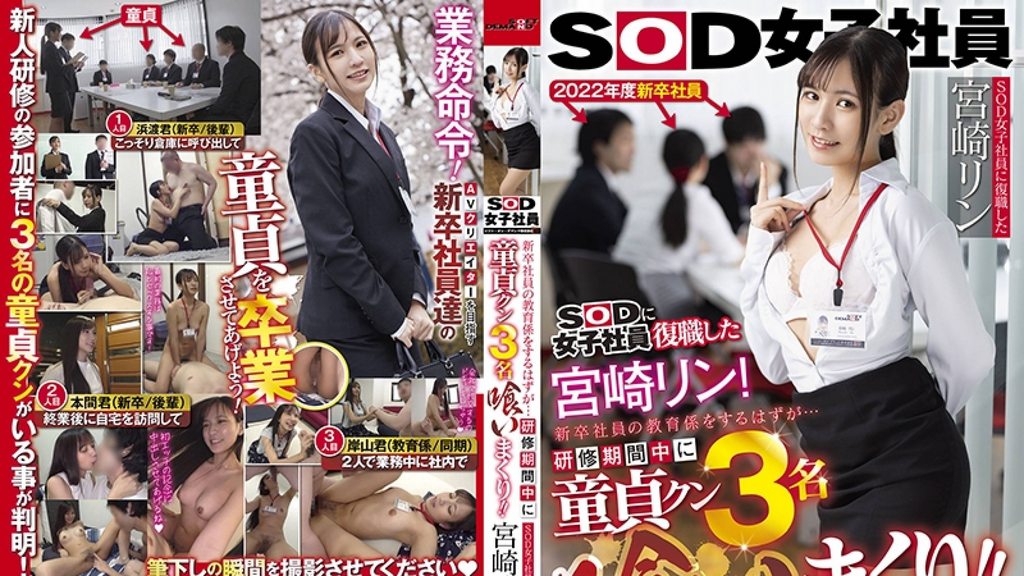 新人研修の参加者に3名の童貞クンがいる事が判明!
童貞
1人目
浜渡君(新卒/後輩)
こっそり倉庫に呼び出して
業務命令!
AVクリエイターを目指す
新卒社員達の
童貞を
卒業
させてあげよう!
2人目
本間君(新卒/後輩)
終業後に自宅を訪問して
3人目
岸山君(教育係/同期)
2人で業務中に社内で
筆下しの瞬間を撮影させてください♥
SOD
女子社員
新卒社員の教育係をするはずが…
研修期間中に
童貞クン3名
喰いまくり!!
SOD女子社員
宮崎
SOD女子社員
2022年度新卒社員
SOD女子社員に復職した
宮崎リン
SODに
女子社員
復職した
宮崎リン!
新卒社員の教育係をするはずが…
研修期間中に
童貞クン3名
まくり!!